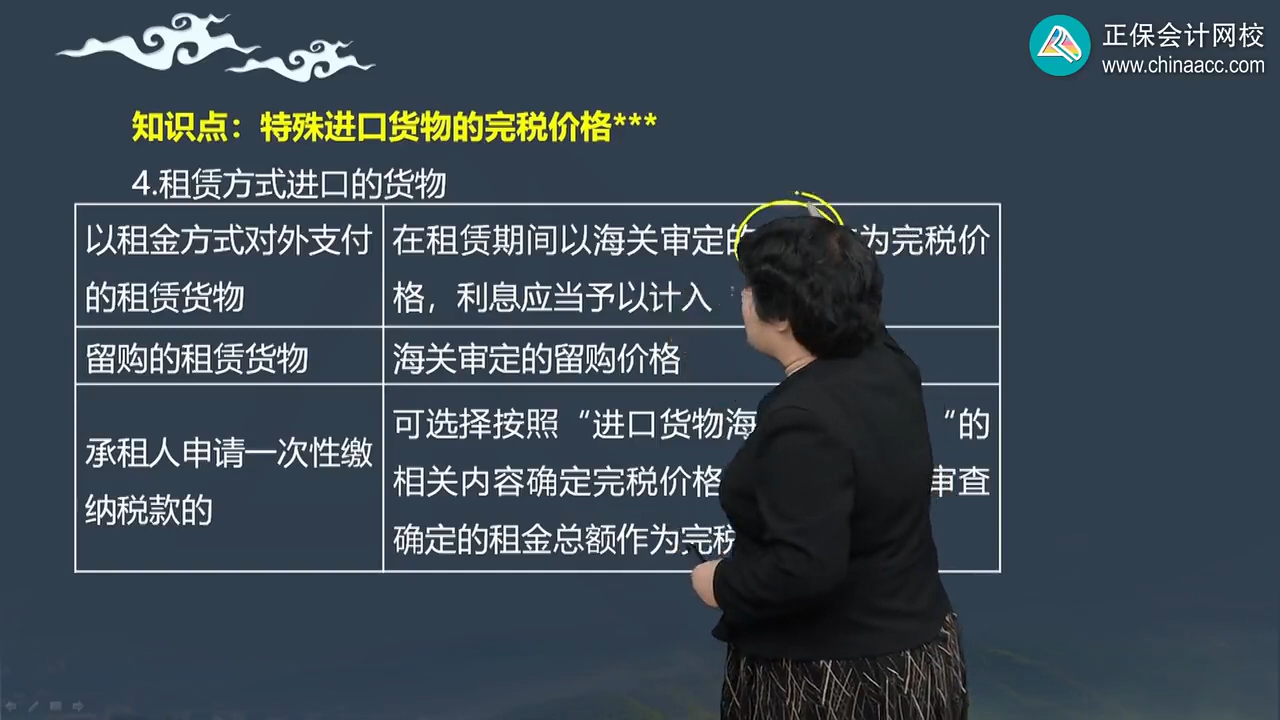 正保会计网校
www.chinaacc.com
知识点：特殊进口货物的完税价格***
4.租赁方式进口的货物
以租金方式对外支付
的租赁货物
在租赁期间以海关审定的
为完税价
格，利息应当予以计入
留购的租赁货物
海关审定的留购价格
承租人申请一次性缴
纳税款的
可选择按照“进口货物海
“的
相关内容确定完税价格
审查
确定的租金总额作为完税